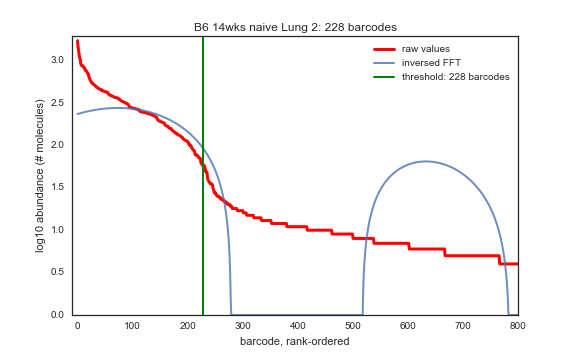 B6 14wks naive Lung 2: 228 barcodes
raw values
inversed FFT
threshold: 228 barcodes
log10 abundance (# molecules)
3.0
2.5
2.0
1.5
1.0
0.5
0.0
0 100 200 300 400 500 600 700 800
barcode, rank-ordered